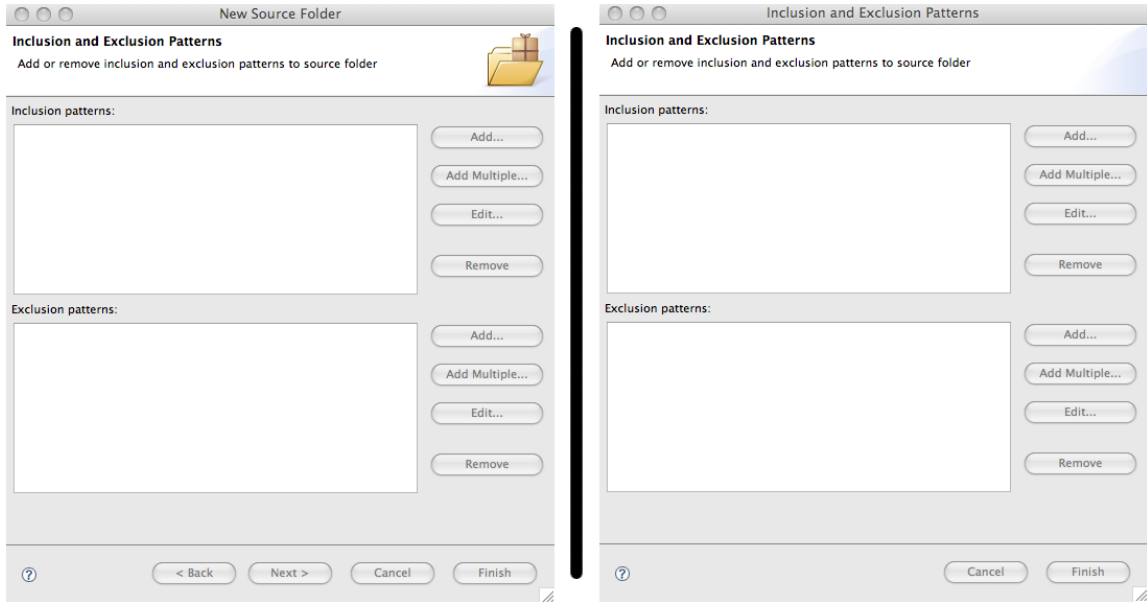 New Source Folder
Inclusion and Exclusion Patterns
Add or remove inclusion and exclusion patterns to source folder
Inclusion patterns:
Add...
Add Multiple...
Edit...
Remove
Exclusion patterns:
Add...
Add Multiple...
Edit...
Remove
?
< Back
Next >
Cancel
Finish
Inclusion and Exclusion Patterns
Inclusion and Exclusion Patterns
Add or remove inclusion and exclusion patterns to source folder
Inclusion patterns:
Add...
Add Multiple...
Edit...
Remove
Exclusion patterns:
Add...
Add Multiple...
Edit...
Remove
?
Cancel
Finish